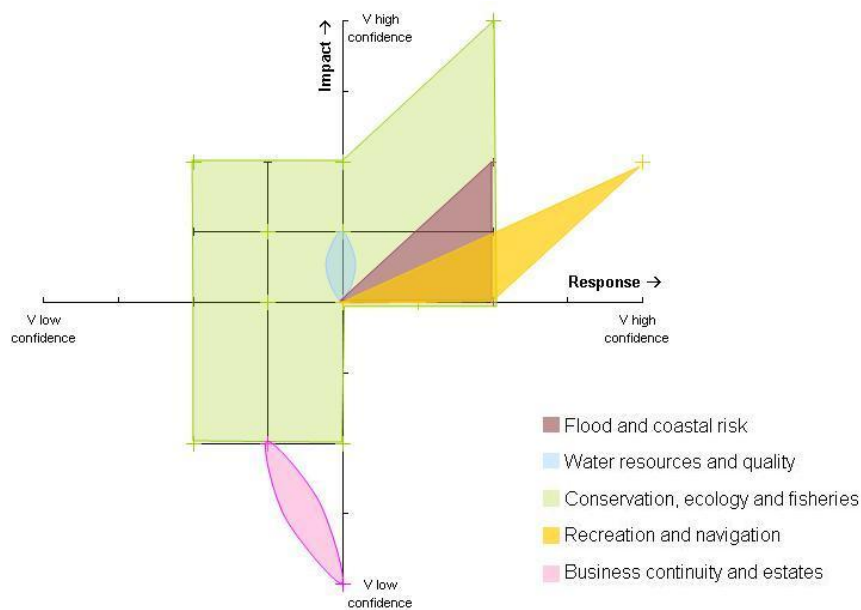 V high
confidence
Impact →
Response →
V low
confidence
V high
confidence
Flood and coastal risk
Water resources and quality
Conservation, ecology and fisheries
Recreation and navigation
Business continuity and estates
V low
confidence